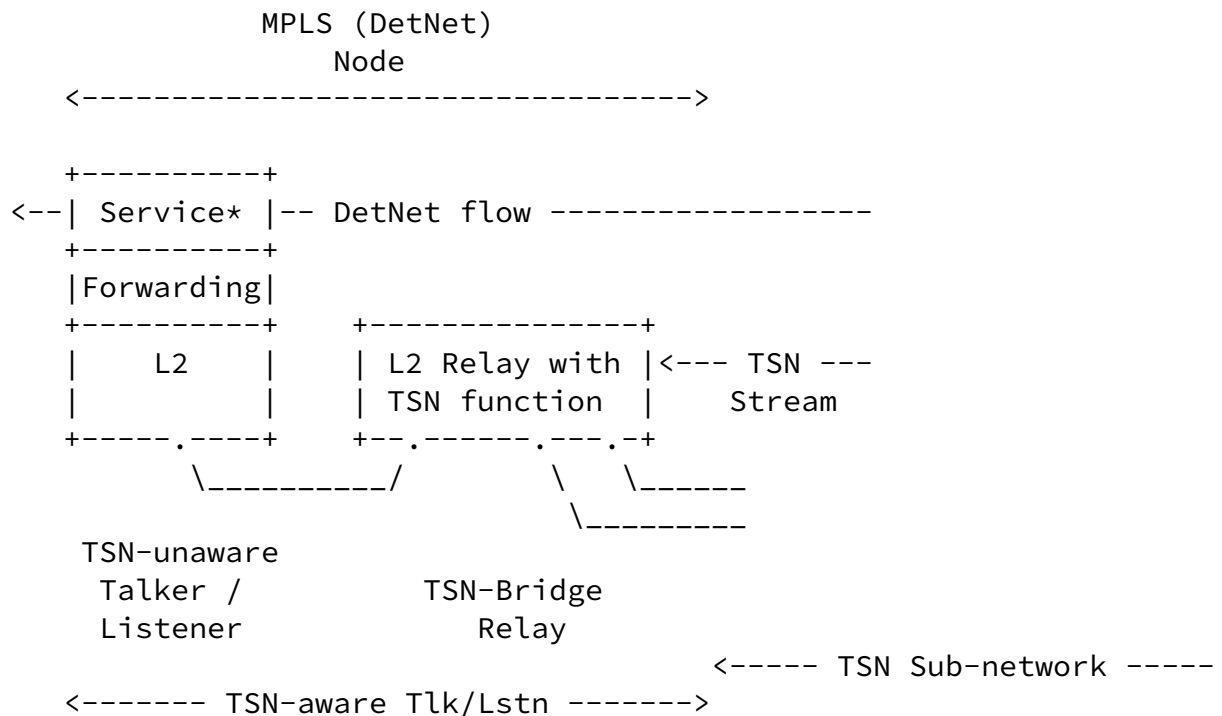 MPLS (DetNet)
Node
<---------------------------------->
+----------+
<--| Service* |-- DetNet flow ------------------
+----------+
|Forwarding|
+----------+    +---------------+
|    L2    |    | L2 Relay with |<--- TSN ---
|          |    | TSN function  |    Stream
+-----.----+    +--.------.---.-+
\__________/        \   \______
\_________
TSN-unaware
Talker /          TSN-Bridge
Listener             Relay
<----- TSN Sub-network -----
<------- TSN-aware Tlk/Lstn ------->